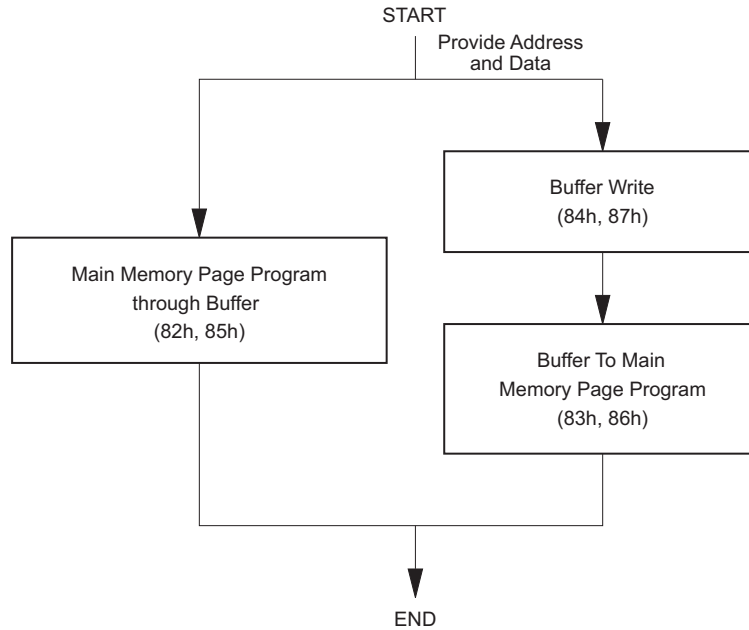 START
Provide Address
and Data
Buffer Write
(84h, 87h)
Main Memory Page Program
through Buffer
(82h, 85h)
Buffer To Main
Memory Page Program
(83h, 86h)
END